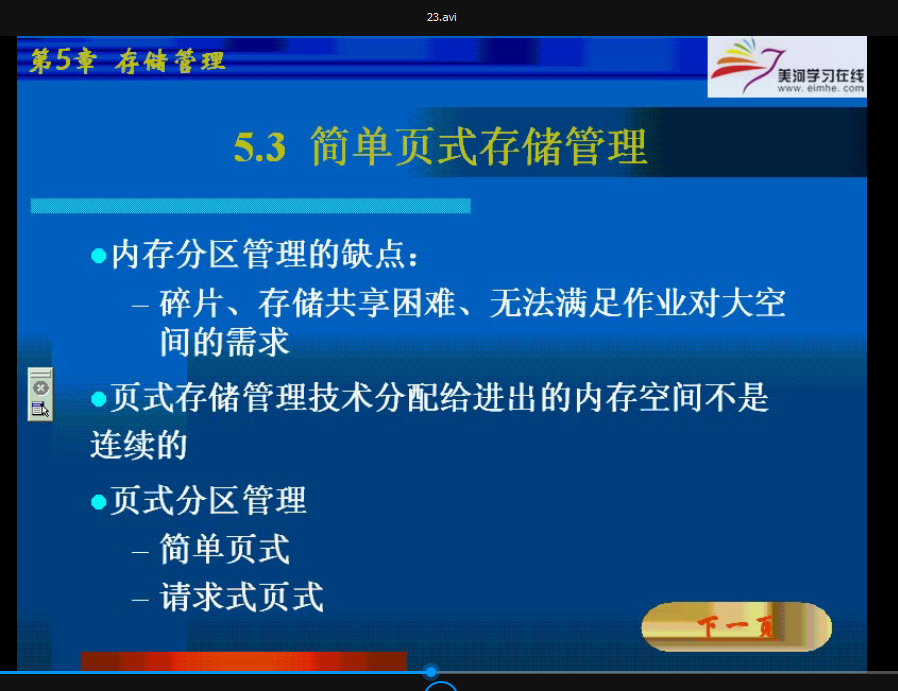 23.avi
第5章 存储管理
美河学习在线
www.eimhe.com
5.3 简单页式存储管理
●内存分区管理的缺点:
– 碎片、存储共享困难、无法满足作业对大空
间的需求
●页式存储管理技术分配给进出的内存空间不是
连续的
●页式分区管理
– 简单页式
– 请求式页式
下一頁